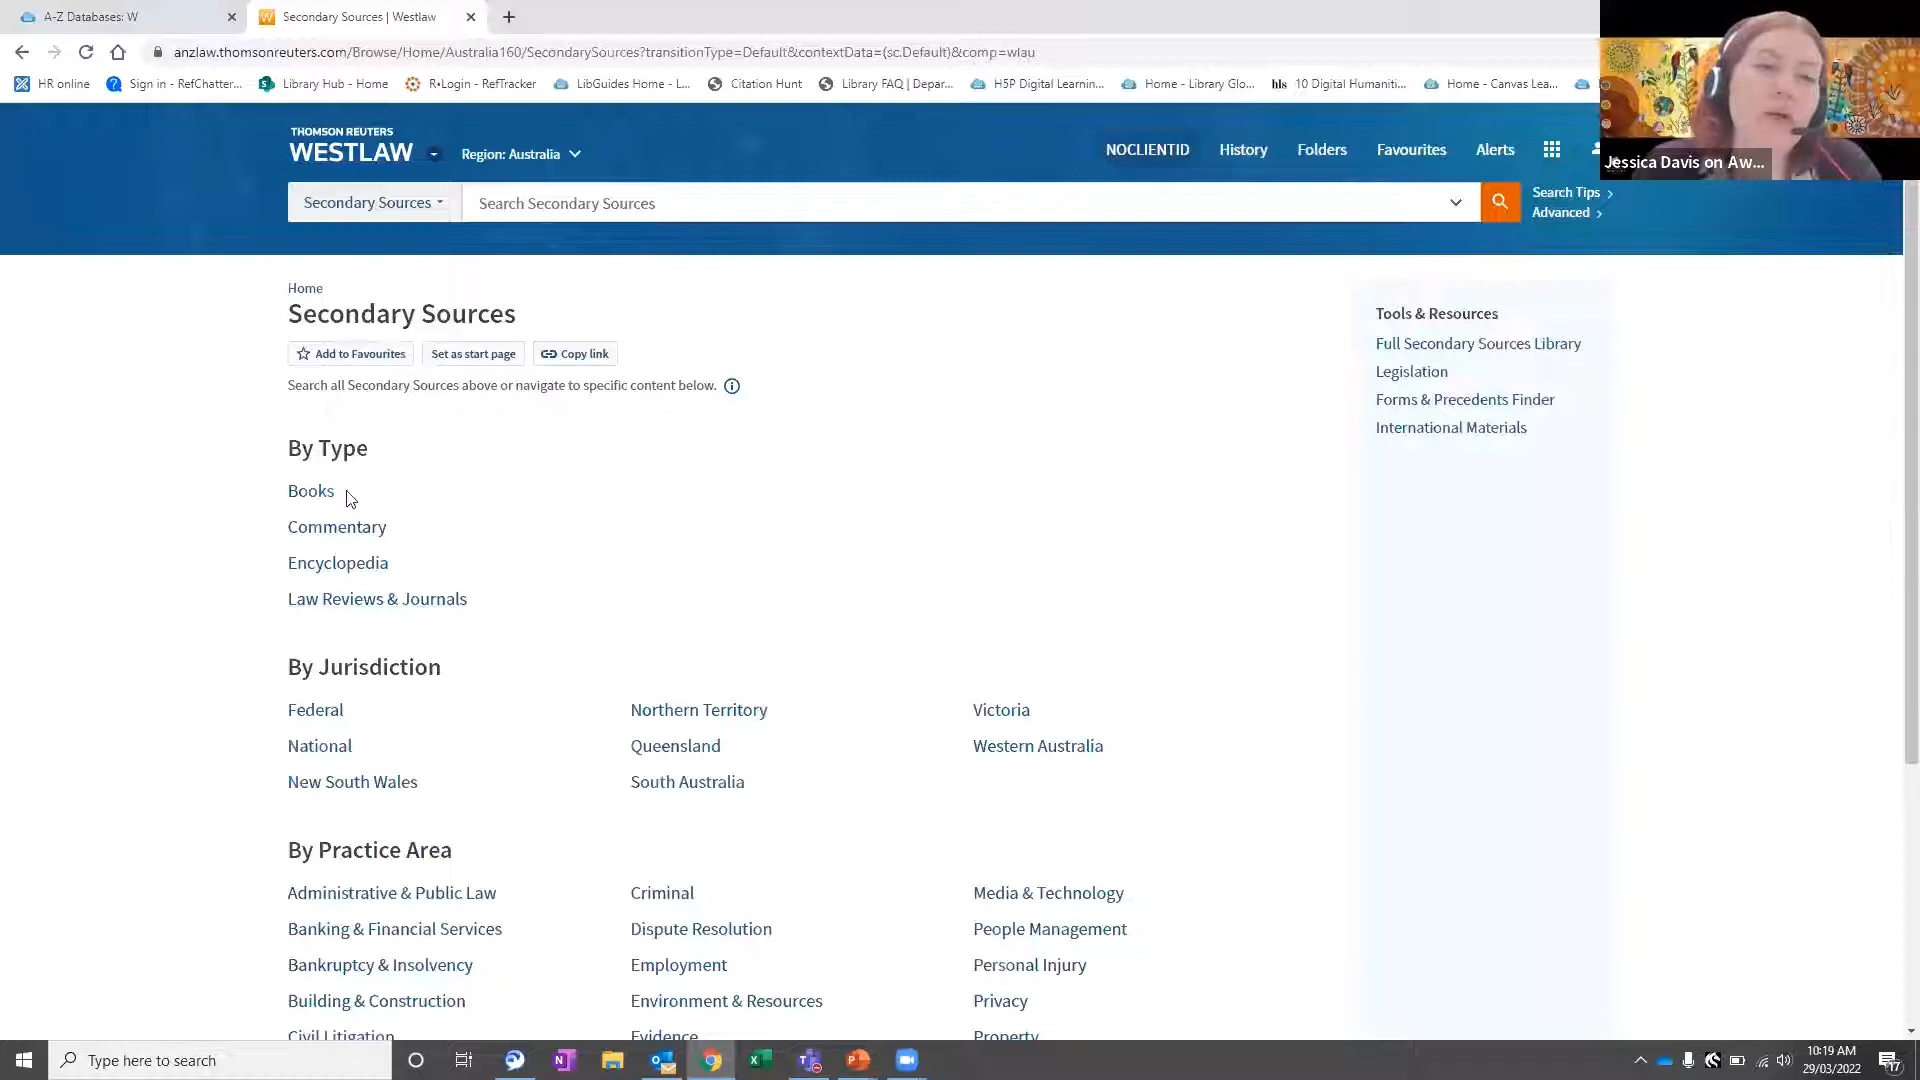 A-Z Databases: W
Secondary Sources | Westlaw
anzlaw.thomsonreuters.com/Browse/Home/Australia160/SecondarySources?transitionType=Default&contextData=(sc.Default)&comp=wlau
HR online
Sign in - RefChatter...
Library Hub - Home
R•Login - RefTracker
LibGuides Home - L...
Citation Hunt
Library FAQ | Depar...
H5P Digital Learnin...
Home - Library Glo...
hls 10 Digital Humaniti...
Home - Canvas Lea...
Jessica Davis on Aw...
THOMSON REUTERS
WESTLAW
Region: Australia
NOCLIENTID
History
Folders
Favourites
Alerts
Secondary Sources
Search Secondary Sources
Search Tips
Advanced
Home
Secondary Sources
Add to Favourites
Set as start page
Copy link
Search all Secondary Sources above or navigate to specific content below.
Tools & Resources
Full Secondary Sources Library
Legislation
Forms & Precedents Finder
International Materials
By Type
Books
Commentary
Encyclopedia
Law Reviews & Journals
By Jurisdiction
Federal
Northern Territory
Victoria
National
Queensland
Western Australia
New South Wales
South Australia
By Practice Area
Administrative & Public Law
Criminal
Media & Technology
Banking & Financial Services
Dispute Resolution
People Management
Bankruptcy & Insolvency
Employment
Personal Injury
Building & Construction
Environment & Resources
Privacy
Civil Litigation
Evidence
Property
Type here to search
10:19 AM
29/03/2022
17